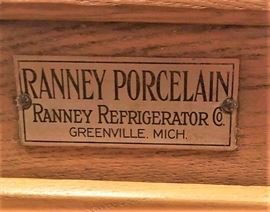 RANNEY PORCELAIN
RANNEY REFRIGERATOR CO.
GREENVILLE. MICH.